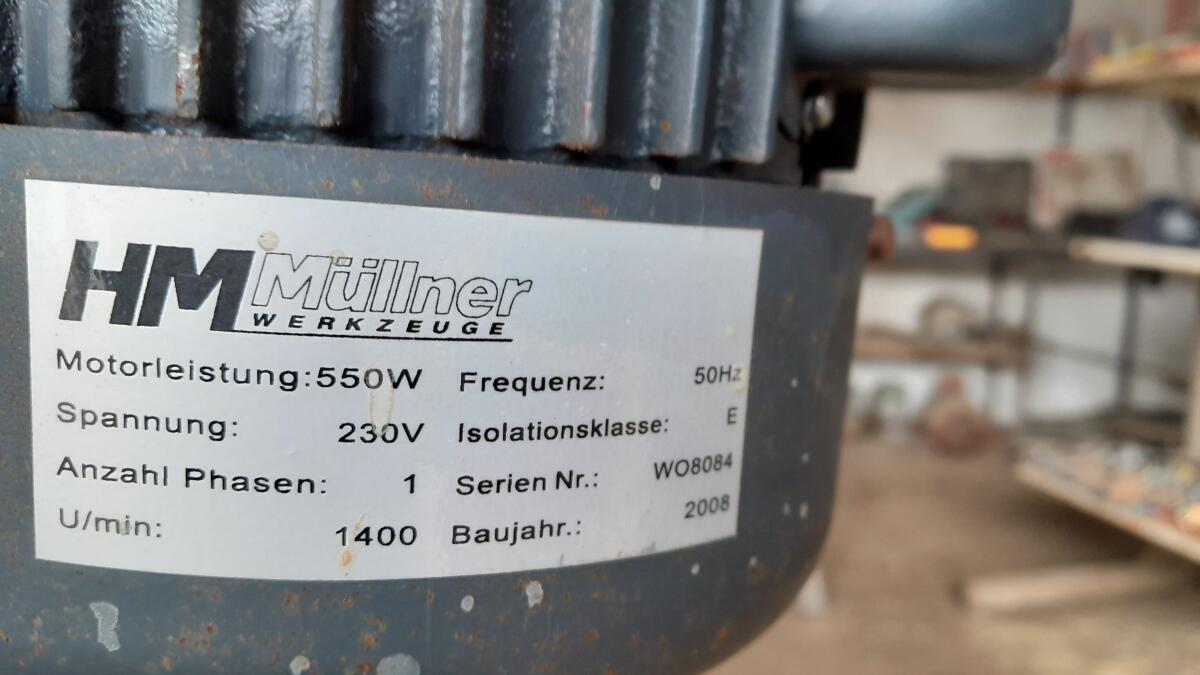 HM Müllner
WERKZEUGE
Motorleistung: 550W
Spannung: 230V
Anzahl Phasen: 1
U/min: 1400
Frequenz: 50Hz
Isolationsklasse: E
Serien Nr.: WO8084
Baujahr.: 2008